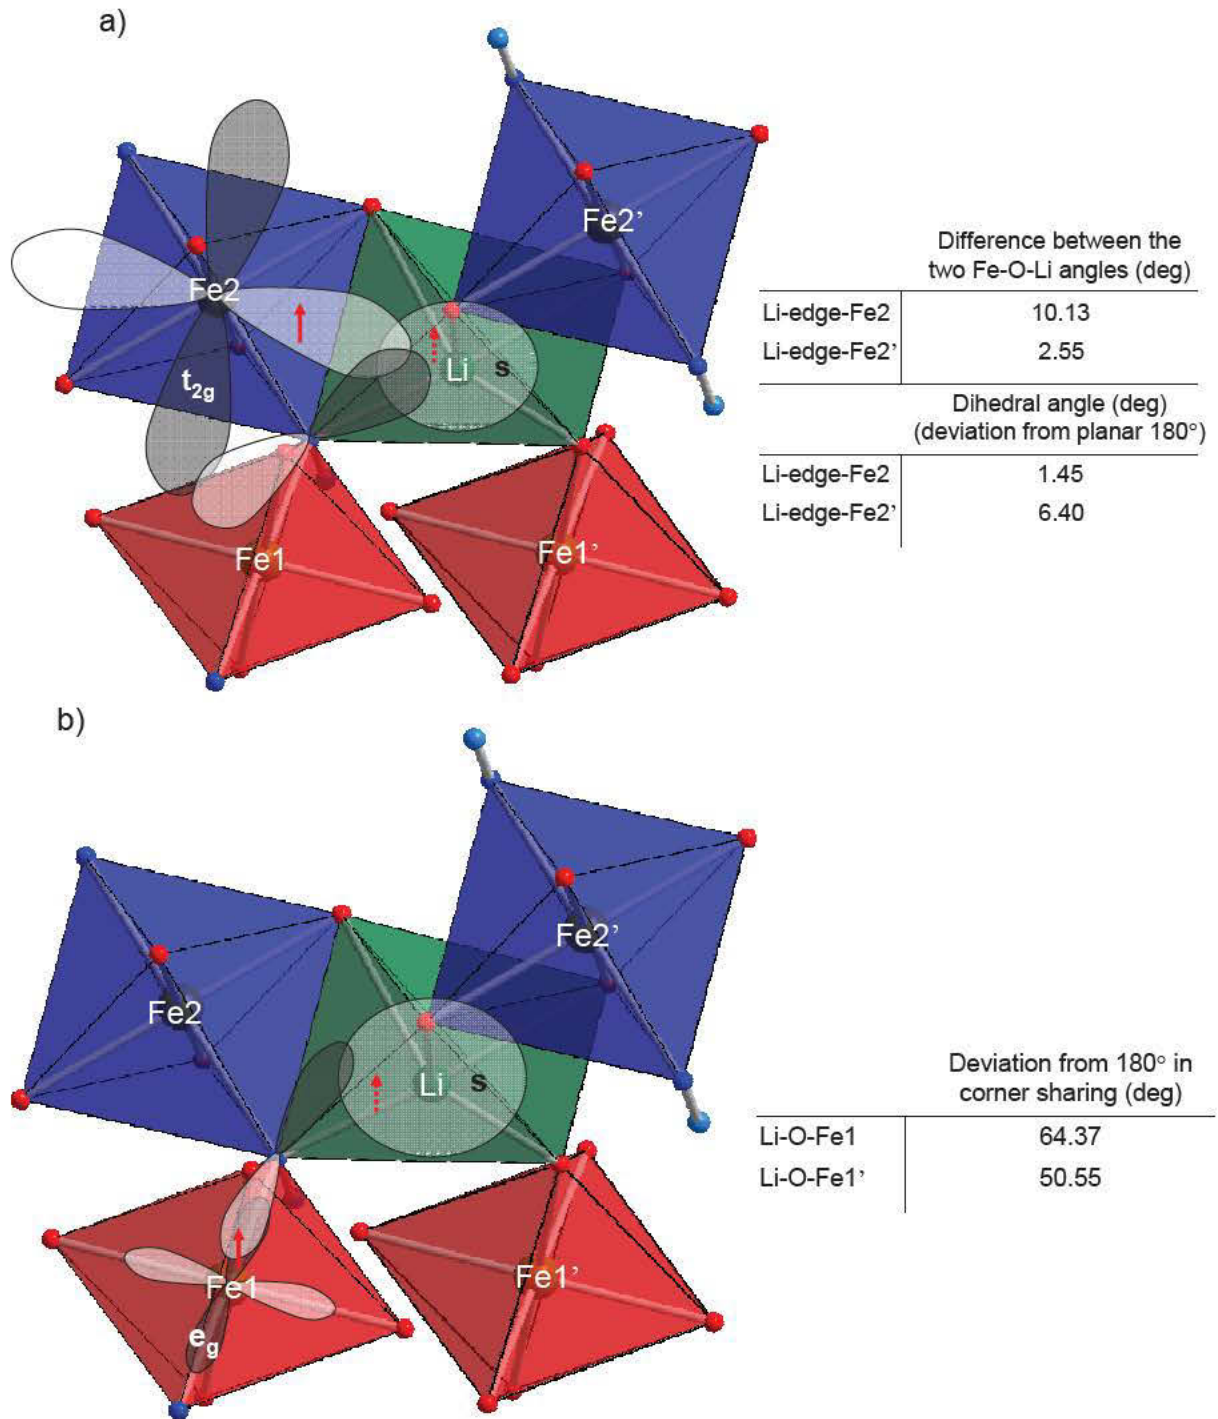 a)
Fe2'
Fe2
t2g
Li
s
Fe1
Fe1’
Difference between the
two Fe-O-Li angles (deg)
Li-edge-Fe2 10.13
Li-edge-Fe2' 2.55
Dihedral angle (deg)
(deviation from planar 180°)
Li-edge-Fe2 1.45
Li-edge-Fe2' 6.40
b)
Fe2’
Fe2
Li
s
Fe1
Fe1’
eg
Deviation from 180° in
corner sharing (deg)
Li-O-Fe1 64.37
Li-O-Fe1’ 50.55